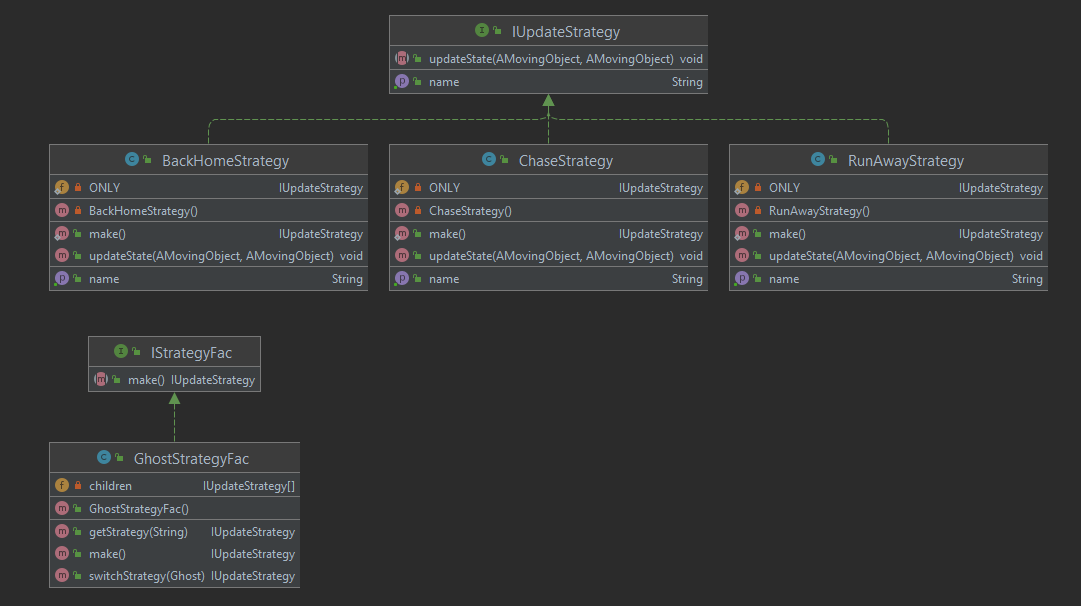 IUpdateStrategy
updateState(AMovingObject, AMovingObject) void
name String
BackHomeStrategy
ONLY IUpdateStrategy
BackHomeStrategy()
make() IUpdateStrategy
updateState(AMovingObject, AMovingObject) void
name String
ChaseStrategy
ONLY IUpdateStrategy
ChaseStrategy()
make() IUpdateStrategy
updateState(AMovingObject, AMovingObject) void
name String
RunAwayStrategy
ONLY IUpdateStrategy
RunAwayStrategy()
make() IUpdateStrategy
updateState(AMovingObject, AMovingObject) void
name String
IStrategyFac
make() IUpdateStrategy
GhostStrategyFac
children IUpdateStrategy[]
GhostStrategyFac()
getStrategy(String) IUpdateStrategy
make() IUpdateStrategy
switchStrategy(Ghost) IUpdateStrategy